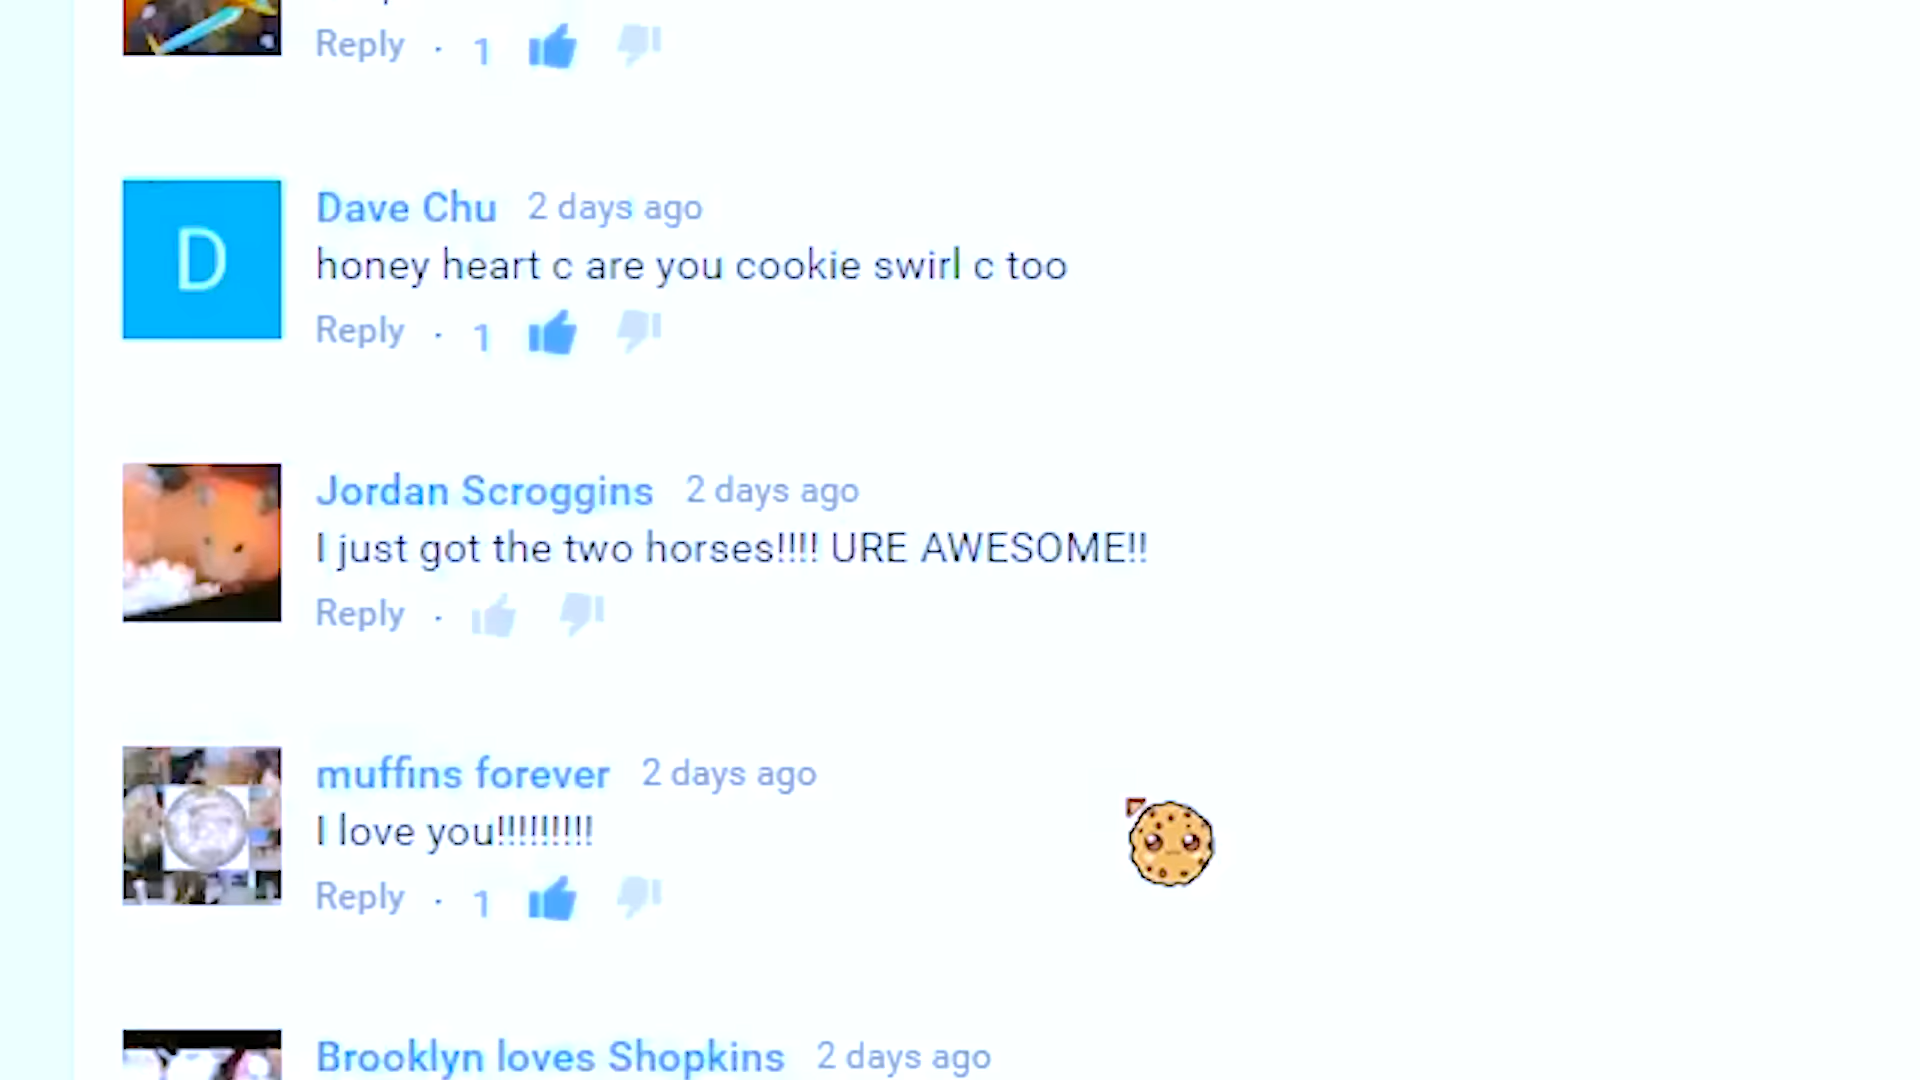 Reply · 1
D
Dave Chu 2 days ago
honey heart c are you cookie swirl c too
Reply · 1
Jordan Scroggins 2 days ago
I just got the two horses!!!! URE AWESOME!!
Reply ·
muffins forever 2 days ago
I love you!!!!!!!!!
Reply · 1
Brooklyn loves Shopkins 2 days ago